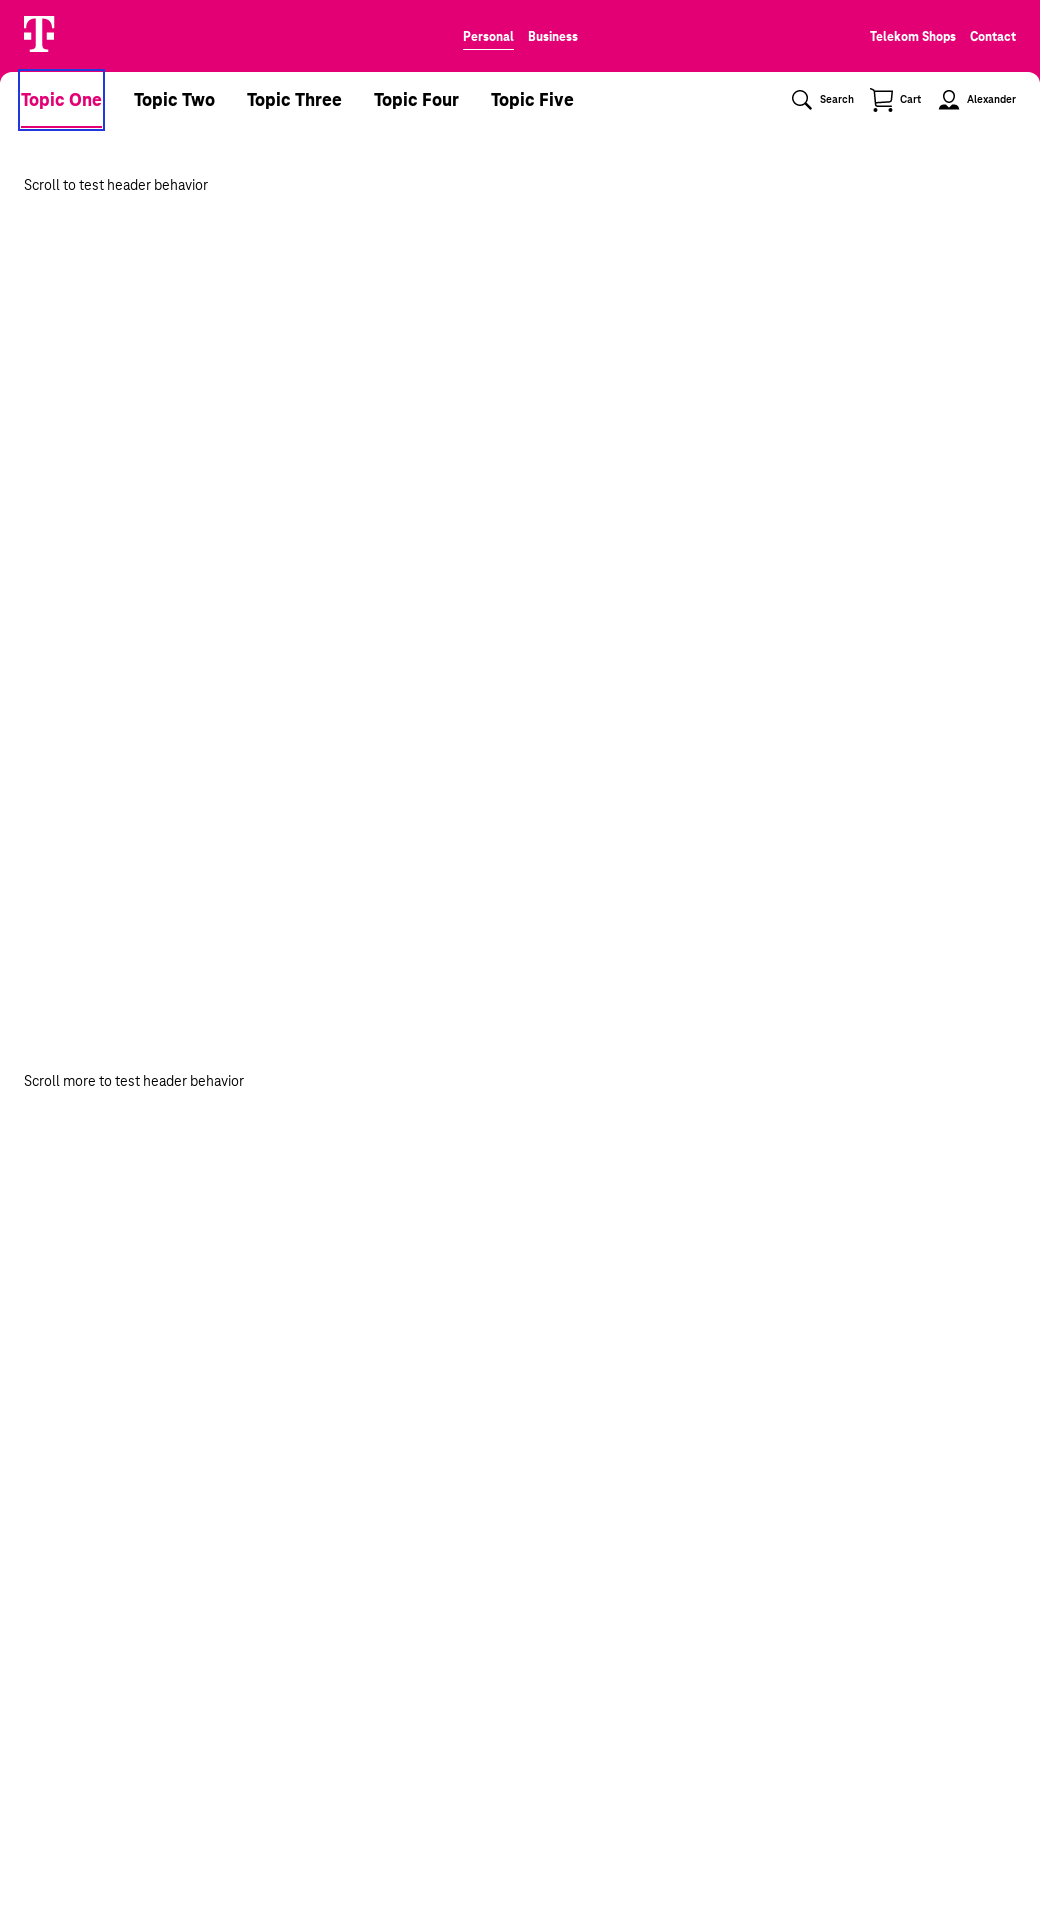 T
Personal Business
Telekom Shops Contact
Topic One Topic Two Topic Three Topic Four Topic Five
Search Cart Alexander
Scroll to test header behavior
Scroll more to test header behavior